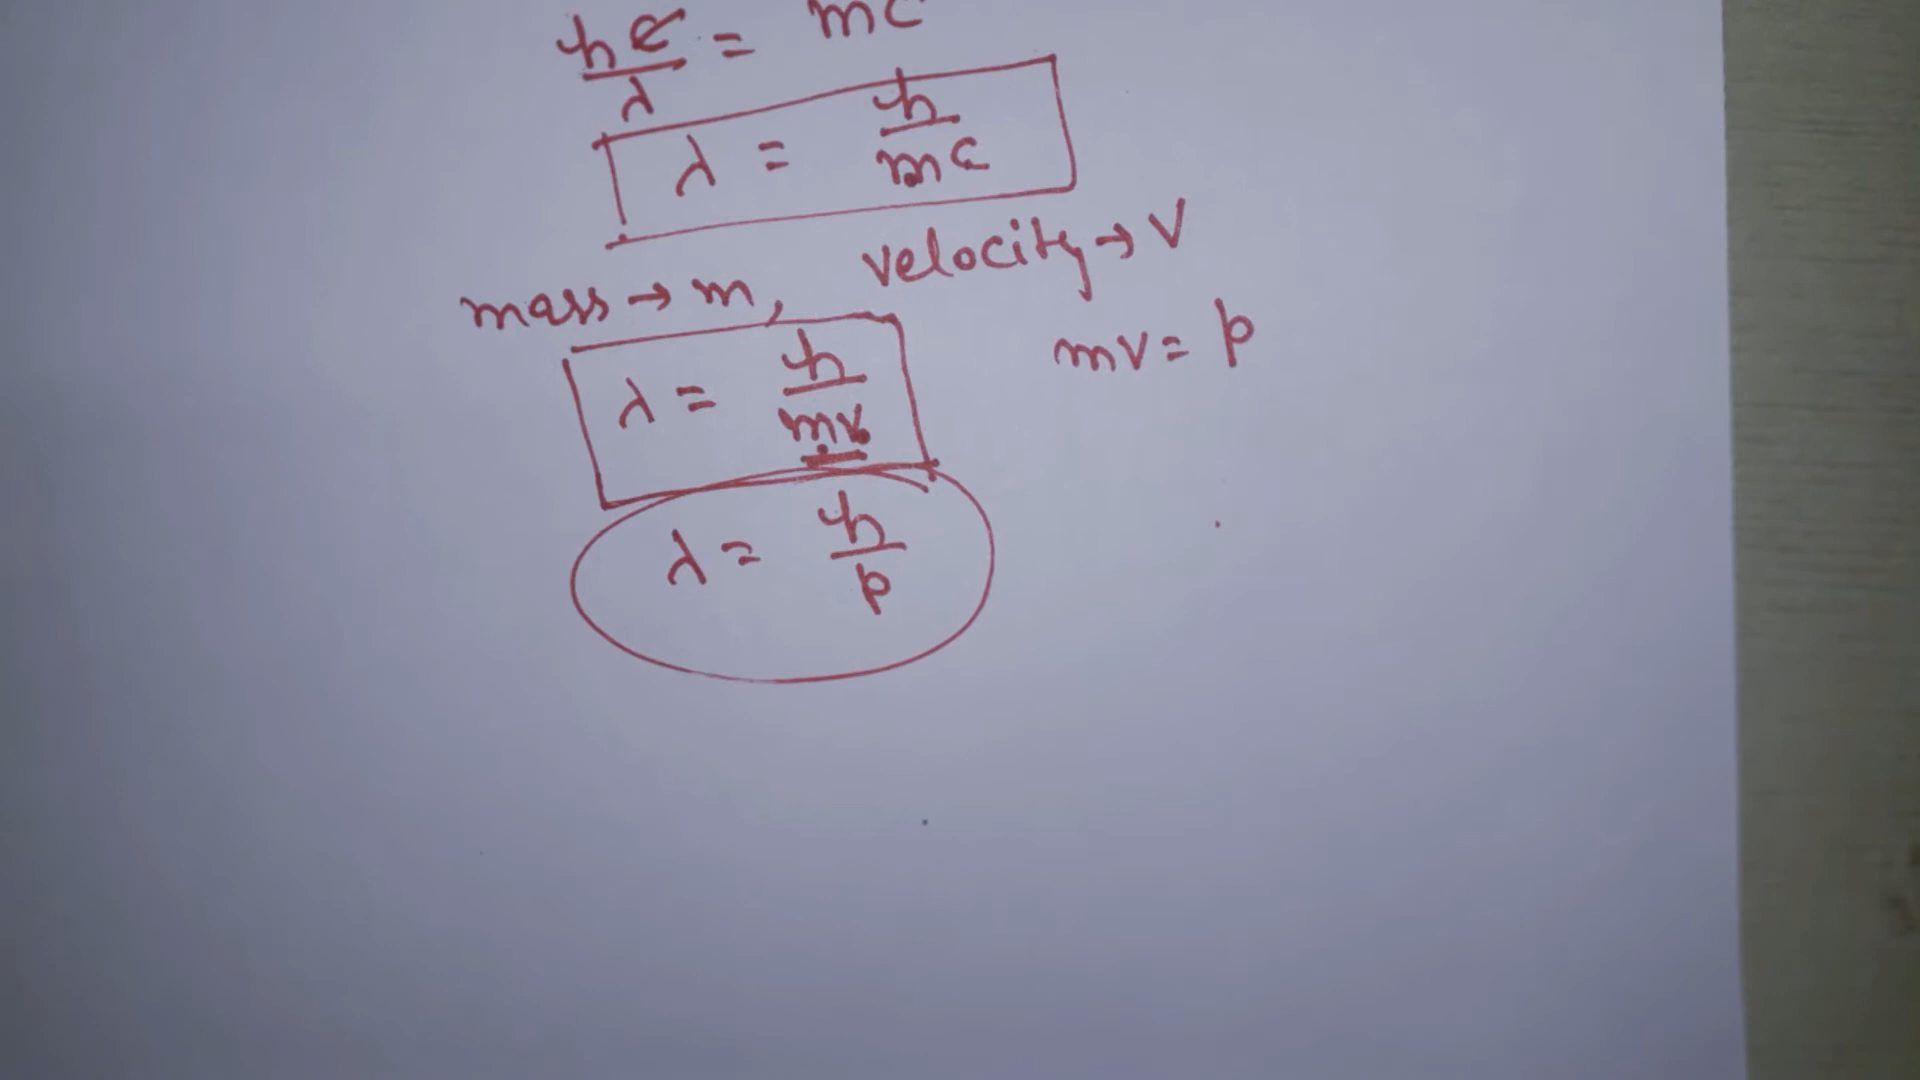 hc/λ = mc
λ = h/mc
mass → m, velocity → v
λ = h/mv mv = p
λ = h/p